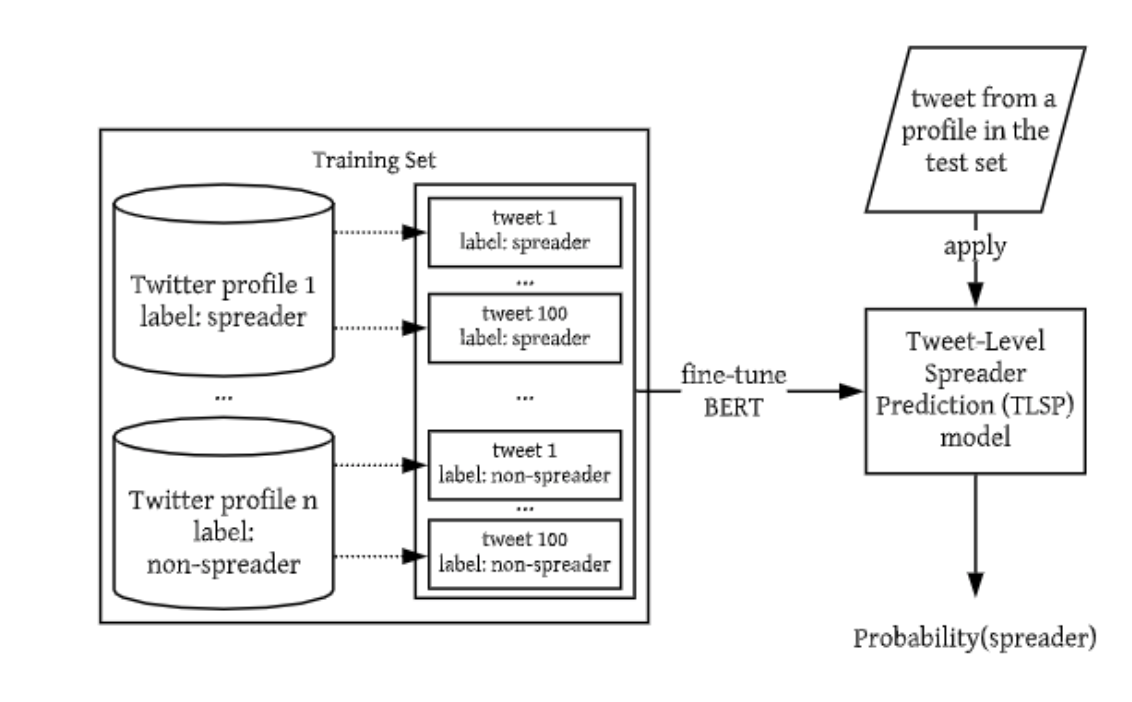 Training Set
Twitter profile 1
label: spreader
...
Twitter profile n
label:
non-spreader
tweet 1
label: spreader
...
tweet 100
label: spreader
...
tweet 1
label: non-spreader
...
tweet 100
label: non-spreader
fine-tune
BERT
tweet from a
profile in the
test set
apply
Tweet-Level
Spreader
Prediction (TLSP)
model
Probability(spreader)